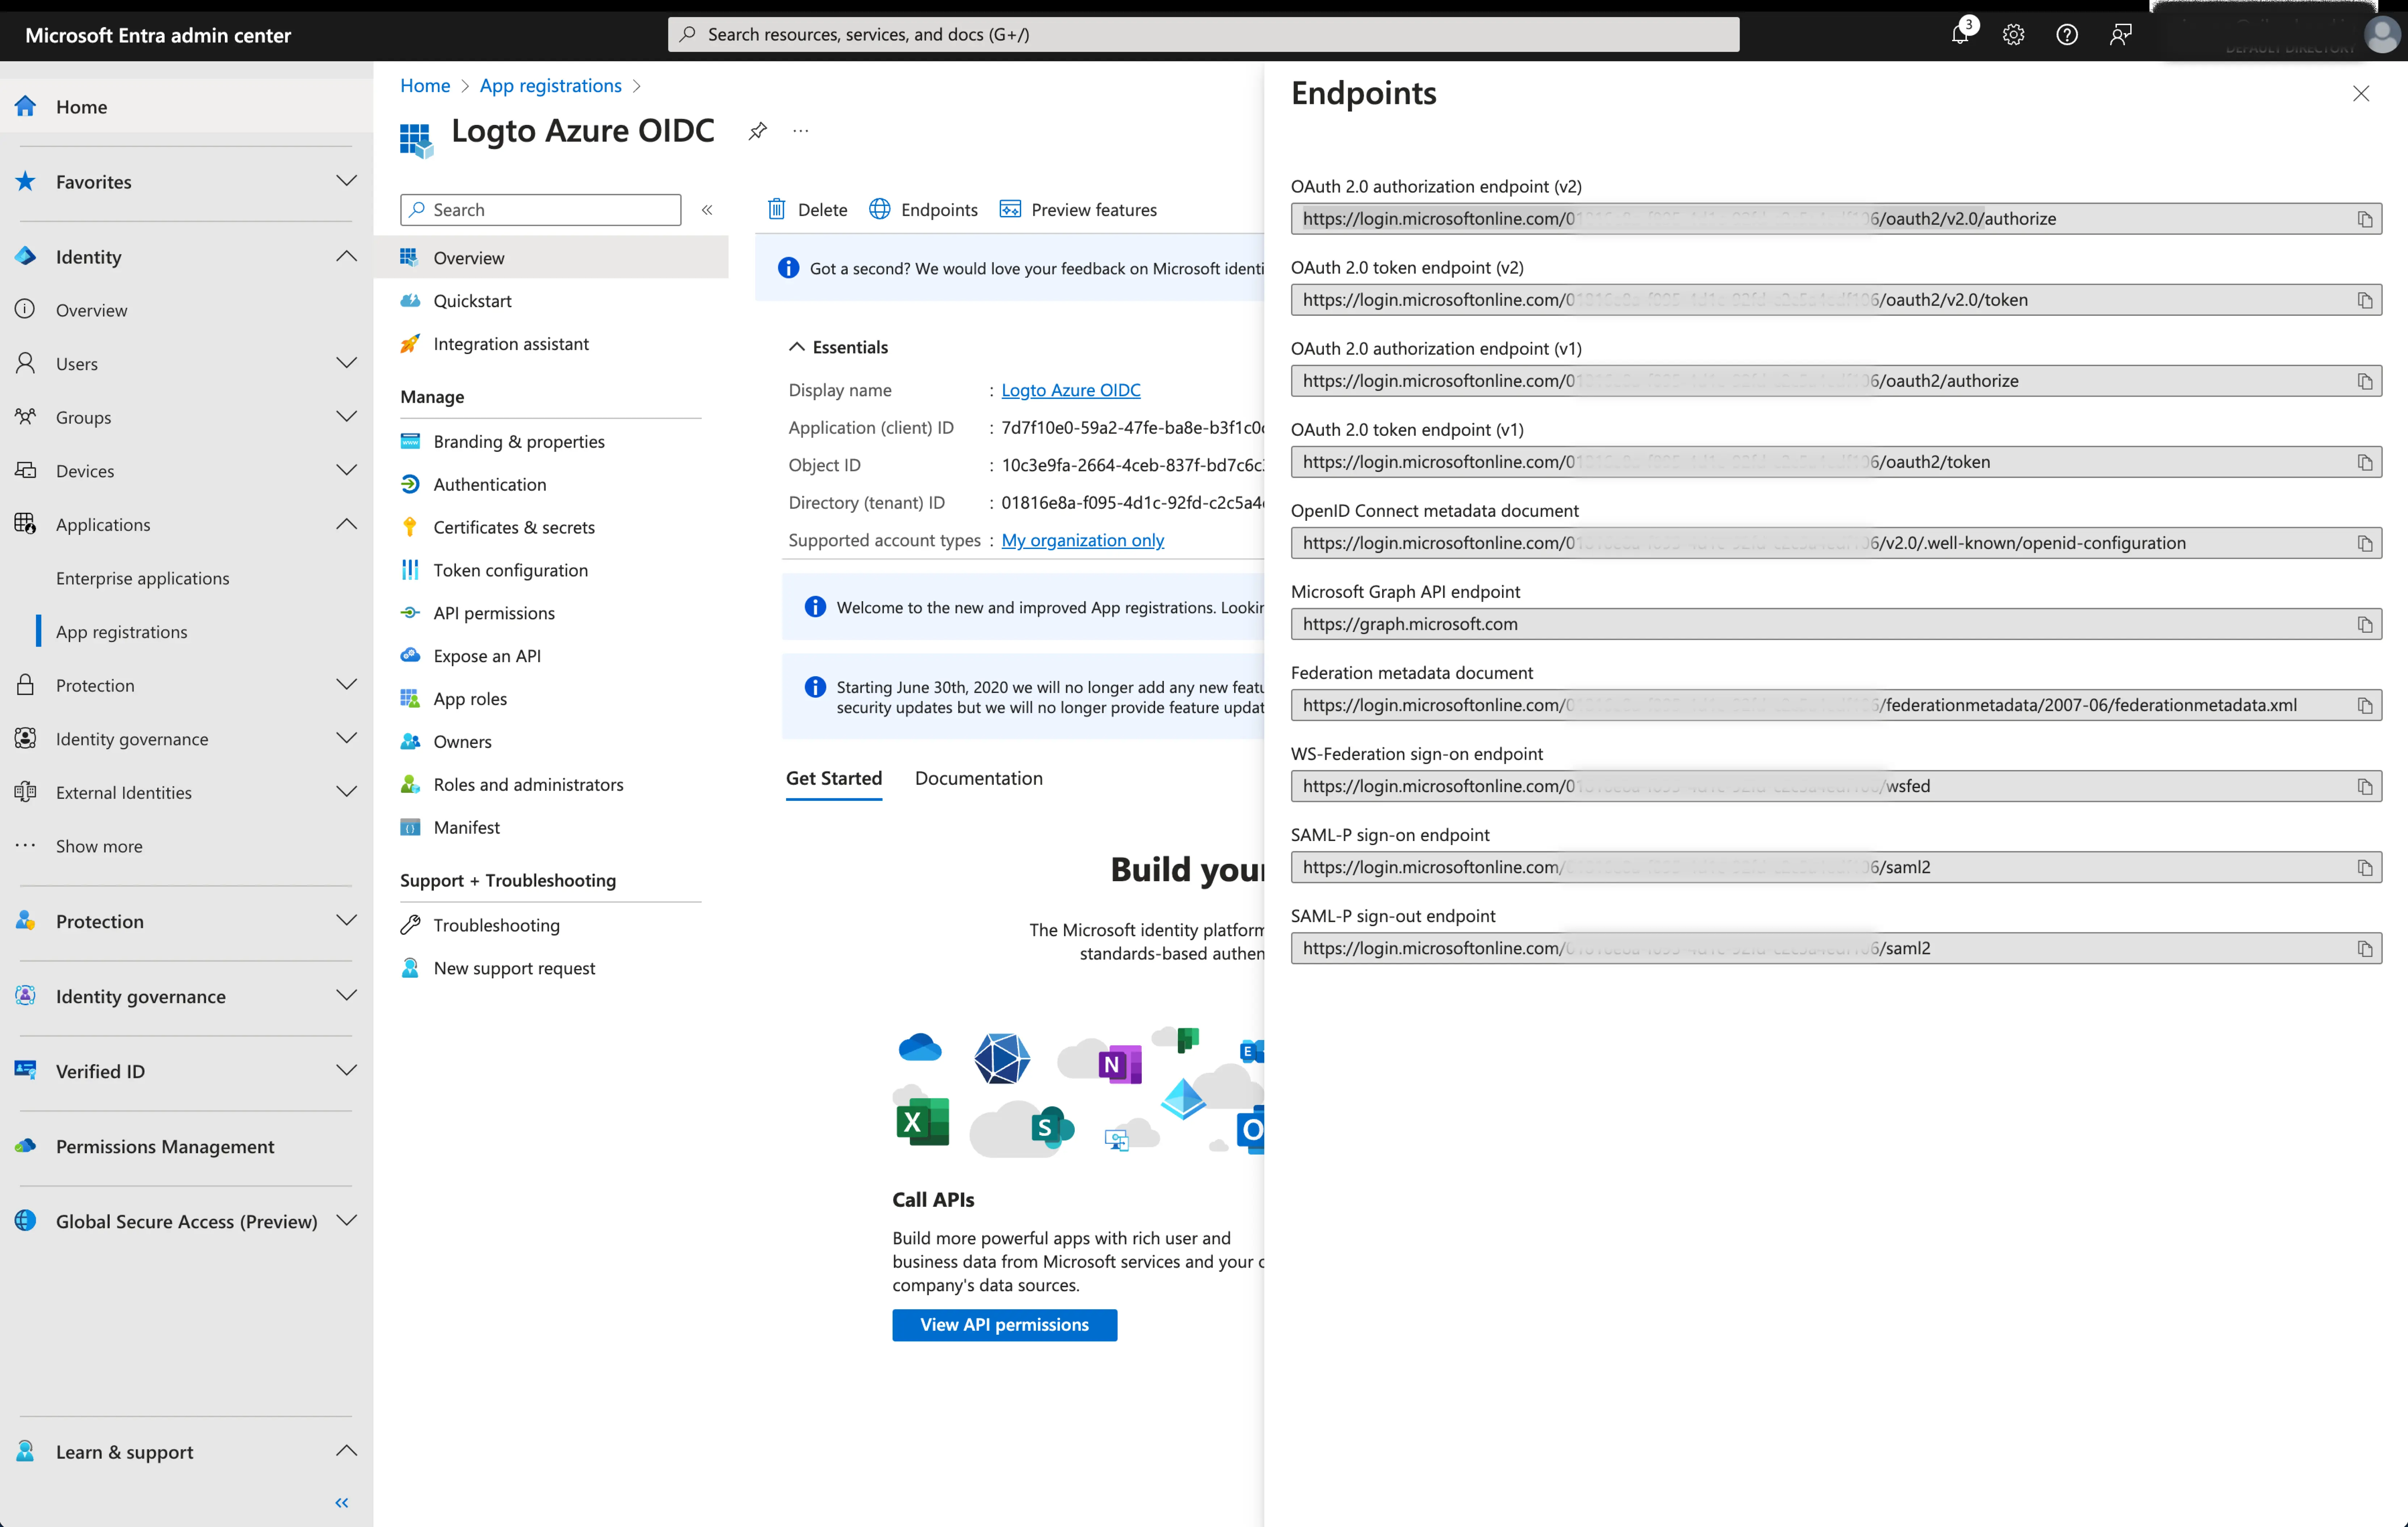 Microsoft Entra admin center
Search resources, services, and docs (G+/)
3
DEFAULT DIRECTORY
Home
Favorites
Identity
Overview
Users
Groups
Devices
Applications
Enterprise applications
App registrations
Protection
Identity governance
External Identities
Show more
Protection
Identity governance
Verified ID
Permissions Management
Global Secure Access (Preview)
Learn & support
Home > App registrations >
Logto Azure OIDC
Search
Overview
Quickstart
Integration assistant
Manage
Branding & properties
Authentication
Certificates & secrets
Token configuration
API permissions
Expose an API
App roles
Owners
Roles and administrators
Manifest
Support + Troubleshooting
Troubleshooting
New support request
Delete Endpoints Preview features
Got a second? We would love your feedback on Microsoft identi
Essentials
Display name : Logto Azure OIDC
Application (client) ID : 7d7f10e0-59a2-47fe-ba8e-b3f1c0
Object ID : 10c3e9fa-2664-4ceb-837f-bd7c6c
Directory (tenant) ID : 01816e8a-f095-4d1c-92fd-c2c5a4
Supported account types : My organization only
Welcome to the new and improved App registrations. Lookin
Starting June 30th, 2020 we will no longer add any new featu
security updates but we will no longer provide feature updat
Get Started Documentation
Build your
The Microsoft identity platform
standards-based authen
Call APIs
Build more powerful apps with rich user and
business data from Microsoft services and your
company's data sources.
View API permissions
Endpoints
OAuth 2.0 authorization endpoint (v2)
https://login.microsoftonline.com/0 6/oauth2/v2.0/authorize
OAuth 2.0 token endpoint (v2)
https://login.microsoftonline.com/0 6/oauth2/v2.0/token
OAuth 2.0 authorization endpoint (v1)
https://login.microsoftonline.com/0 6/oauth2/authorize
OAuth 2.0 token endpoint (v1)
https://login.microsoftonline.com/0 6/oauth2/token
OpenID Connect metadata document
https://login.microsoftonline.com/0 6/v2.0/.well-known/openid-configuration
Microsoft Graph API endpoint
https://graph.microsoft.com
Federation metadata document
https://login.microsoftonline.com/0 /federationmetadata/2007-06/federationmetadata.xml
WS-Federation sign-on endpoint
https://login.microsoftonline.com/0 /wsfed
SAML-P sign-on endpoint
https://login.microsoftonline.com/ 6/saml2
SAML-P sign-out endpoint
https://login.microsoftonline.com/ 6/saml2